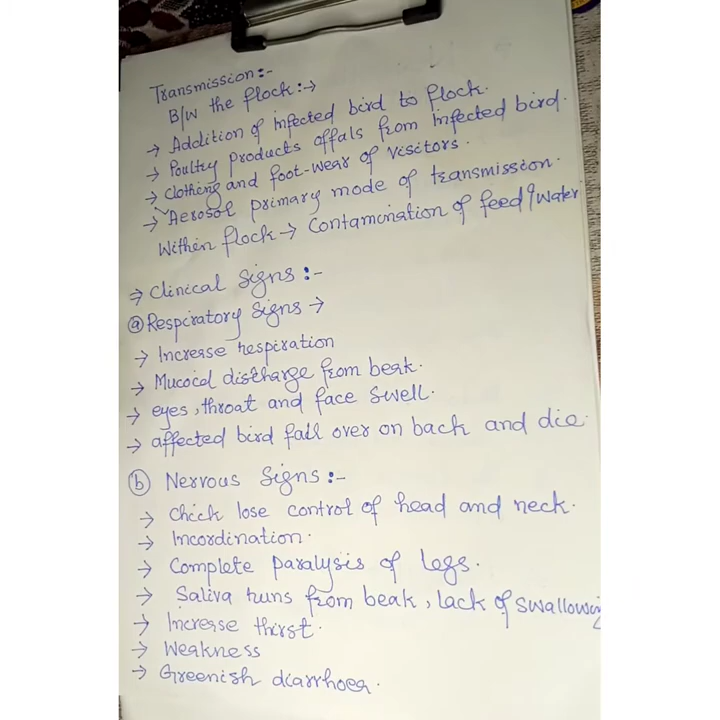 Transmission:-
B/w the flock:→
→ Addition of infected bird to flock.
→ Poultry products offals from infected bird.
→ Clothing and foot-wear of visitors.
→ Aerosol primary mode of transmission.
Within flock → Contamination of feed & water
⇒ Clinical signs:-
ⓐ Respiratory signs →
→ Increase respiration
→ Mucoid discharge from beak.
→ eyes, throat and face swell.
→ affected bird fall over on back and die.
ⓑ Nervous signs:-
→ Chick lose control of head and neck.
→ Incordination.
→ Complete paralysis of legs.
→ Saliva runs from beak, lack of swallowing
→ Increase thirst.
→ Weakness
→ Greenish diarrhoea.